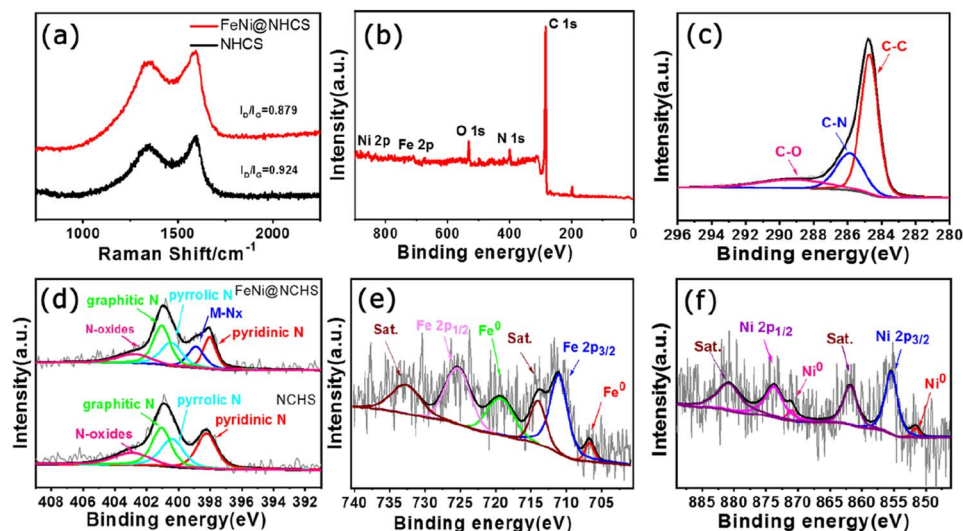 (a)
FeNi@NHCS
NHCS
I_D/I_G=0.879
I_D/I_G=0.924
Intensity(a.u.)
1000 1500 2000
Raman Shift/cm⁻¹
(b)
C 1s
O 1s
N 1s
Ni 2p
Fe 2p
Intensity(a.u.)
900 800 700 600 500 400 300 200 100 0
Binding energy(eV)
(c)
C-C
C-N
C-O
Intensity(a.u.)
296 294 292 290 288 286 284 282 280
Binding energy(eV)
(d)
FeNi@NCHS
graphitic N
pyrrolic N
M-Nx
N-oxides
pyridinic N
NCHS
graphitic N
pyrrolic N
N-oxides
pyridinic N
Intensity(a.u.)
408 406 404 402 400 398 396 394 392
Binding energy(eV)
(e)
Sat.
Fe 2p1/2
Fe⁰
Sat.
Fe 2p3/2
Fe⁰
Intensity(a.u.)
740 735 730 725 720 715 710 705
Binding energy(eV)
(f)
Sat.
Ni 2p1/2
Ni⁰
Sat.
Ni 2p3/2
Ni⁰
Intensity(a.u.)
885 880 875 870 865 860 855 850
Binding energy(eV)